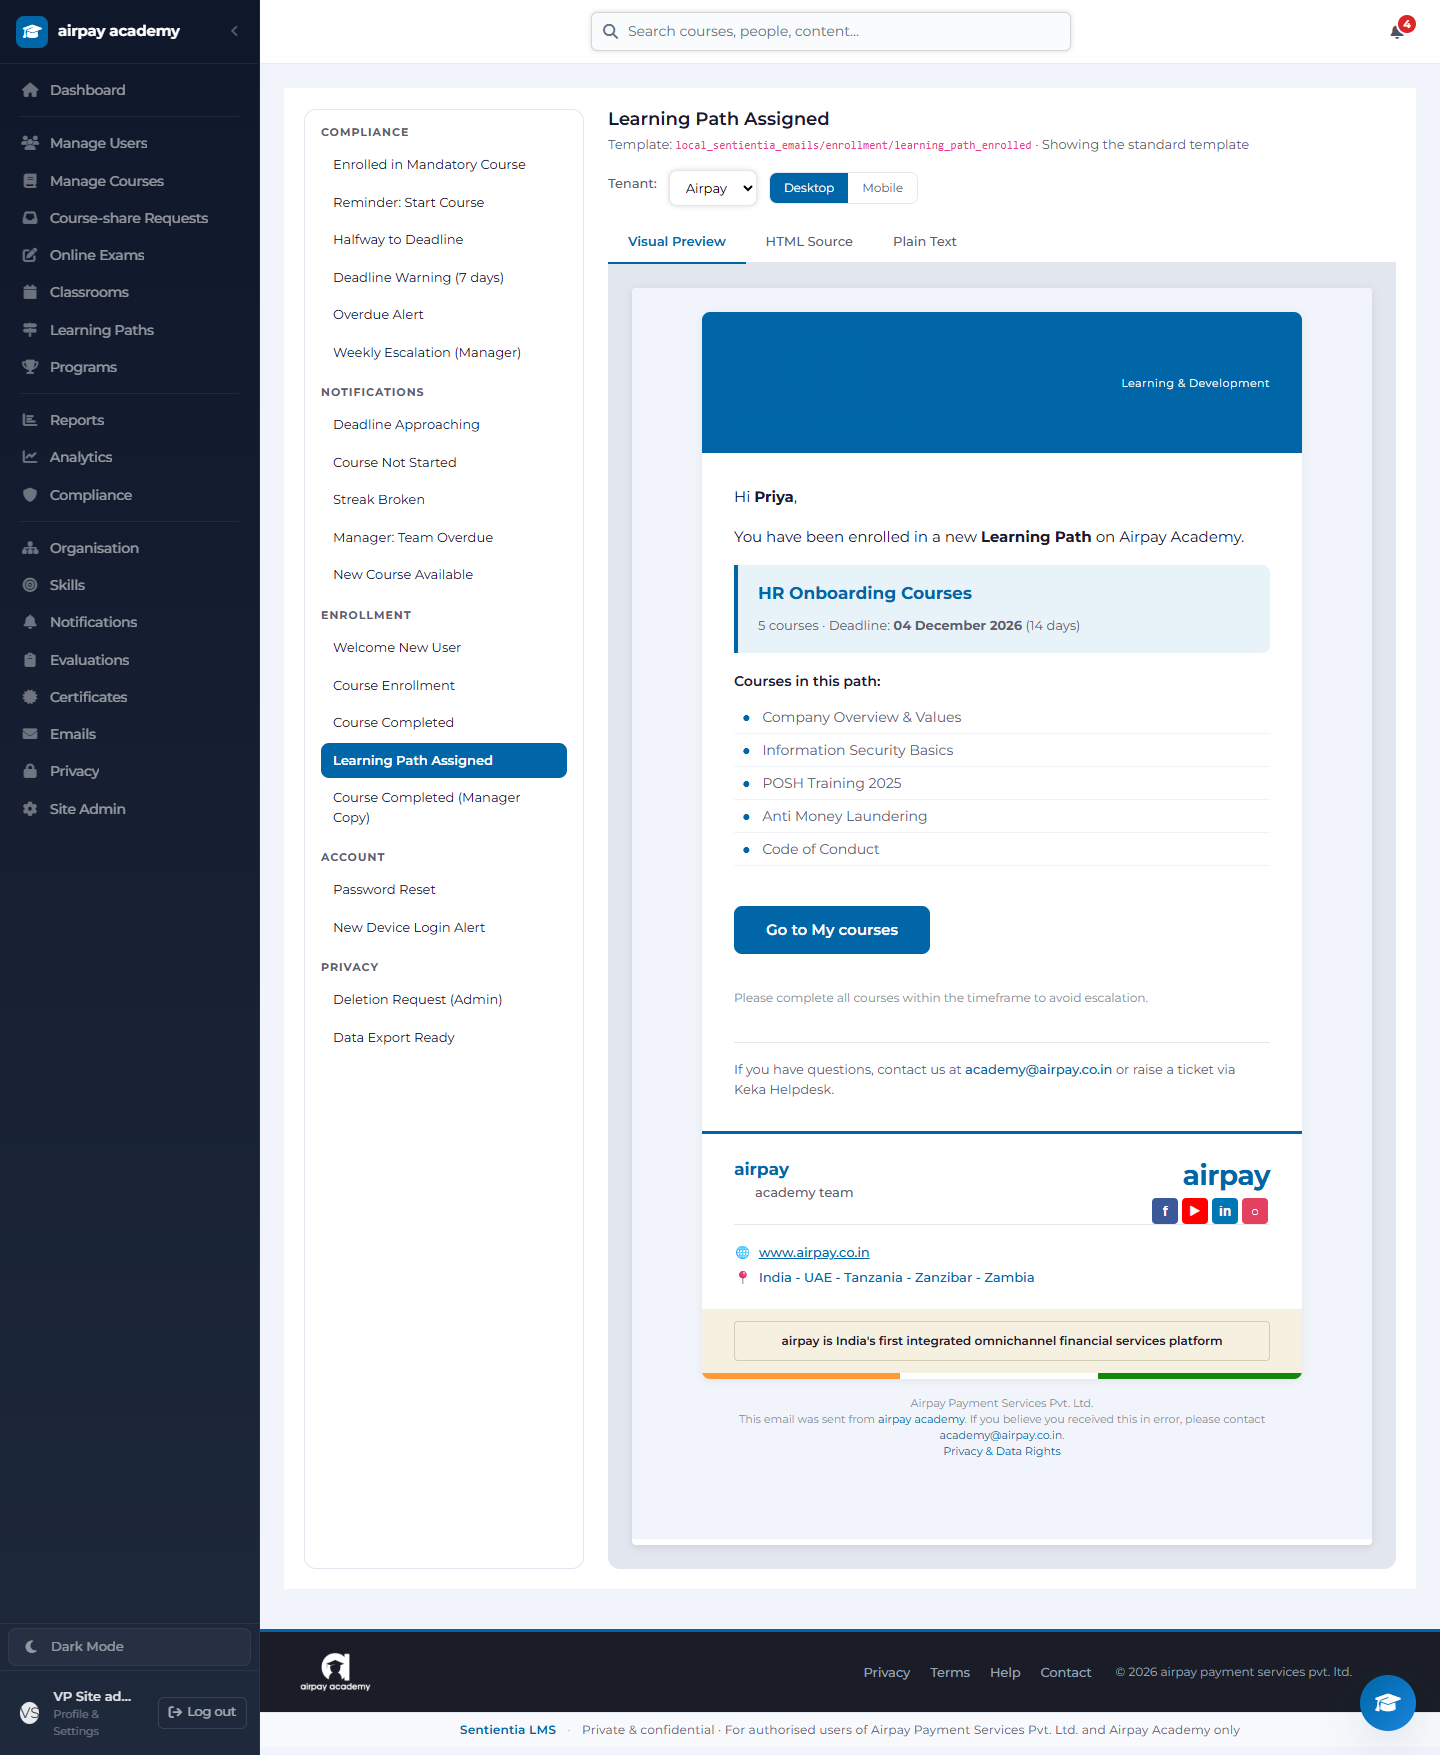 airpay academy
Search courses, people, content...
4
Dashboard
Manage Users
Manage Courses
Course-share Requests
Online Exams
Classrooms
Learning Paths
Programs
Reports
Analytics
Compliance
Organisation
Skills
Notifications
Evaluations
Certificates
Emails
Privacy
Site Admin
Dark Mode
VS
VP Site ad...
Profile &
Settings
Log out
COMPLIANCE
Enrolled in Mandatory Course
Reminder: Start Course
Halfway to Deadline
Deadline Warning (7 days)
Overdue Alert
Weekly Escalation (Manager)
NOTIFICATIONS
Deadline Approaching
Course Not Started
Streak Broken
Manager: Team Overdue
New Course Available
ENROLLMENT
Welcome New User
Course Enrollment
Course Completed
Learning Path Assigned
Course Completed (Manager
Copy)
ACCOUNT
Password Reset
New Device Login Alert
PRIVACY
Deletion Request (Admin)
Data Export Ready
Learning Path Assigned
Template: local_sentientia_emails/enrollment/learning_path_enrolled · Showing the standard template
Tenant: Airpay Desktop Mobile
Visual Preview HTML Source Plain Text
Learning & Development
Hi Priya,
You have been enrolled in a new Learning Path on Airpay Academy.
HR Onboarding Courses
5 courses · Deadline: 04 December 2026 (14 days)
Courses in this path:
Company Overview & Values
Information Security Basics
POSH Training 2025
Anti Money Laundering
Code of Conduct
Go to My courses
Please complete all courses within the timeframe to avoid escalation.
If you have questions, contact us at academy@airpay.co.in or raise a ticket via
Keka Helpdesk.
airpay
academy team
airpay
f in
www.airpay.co.in
India - UAE - Tanzania - Zanzibar - Zambia
airpay is India's first integrated omnichannel financial services platform
Airpay Payment Services Pvt. Ltd.
This email was sent from airpay academy. If you believe you received this in error, please contact
academy@airpay.co.in.
Privacy & Data Rights
airpay academy
Privacy Terms Help Contact © 2026 airpay payment services pvt. ltd.
Sentientia LMS · Private & confidential · For authorised users of Airpay Payment Services Pvt. Ltd. and Airpay Academy only